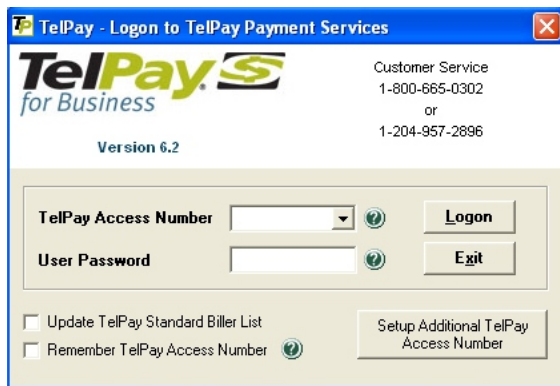 TP TelPay - Logon to TelPay Payment Services
TelPay
for Business
Version 6.2
Customer Service
1-800-665-0302
or
1-204-957-2896
TelPay Access Number ? Logon
User Password ? Exit
Update TelPay Standard Biller List
Remember TelPay Access Number ?
Setup Additional TelPay
Access Number